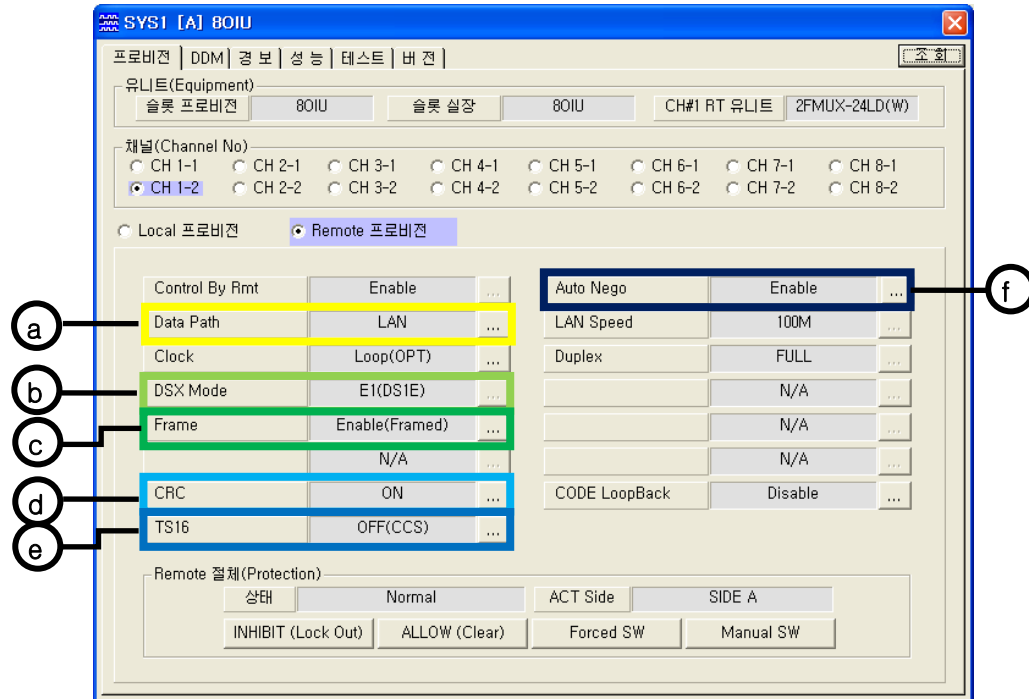 SYS1 [A] 8OIU
프로비전 DDM 경 보 성 능 테스트 버 전 조 회
유니트(Equipment)
슬롯 프로비전 8OIU 슬롯 실장 8OIU CH#1 RT 유니트 2FMUX-24LD(W)
채널(Channel No)
CH 1-1 CH 2-1 CH 3-1 CH 4-1 CH 5-1 CH 6-1 CH 7-1 CH 8-1
CH 1-2 CH 2-2 CH 3-2 CH 4-2 CH 5-2 CH 6-2 CH 7-2 CH 8-2
Local 프로비전 Remote 프로비전
Control By Rmt Enable ... Auto Nego Enable ... f
a Data Path LAN ... LAN Speed 100M ...
Clock Loop(OPT) ... Duplex FULL ...
b DSX Mode E1(DS1E) ... N/A ...
c Frame Enable(Framed) ... N/A ...
N/A ... N/A ...
d CRC ON ... CODE LoopBack Disable ...
e TS16 OFF(CCS) ...
Remote 절체(Protection)
상태 Normal ACT Side SIDE A
INHIBIT (Lock Out) ALLOW (Clear) Forced SW Manual SW